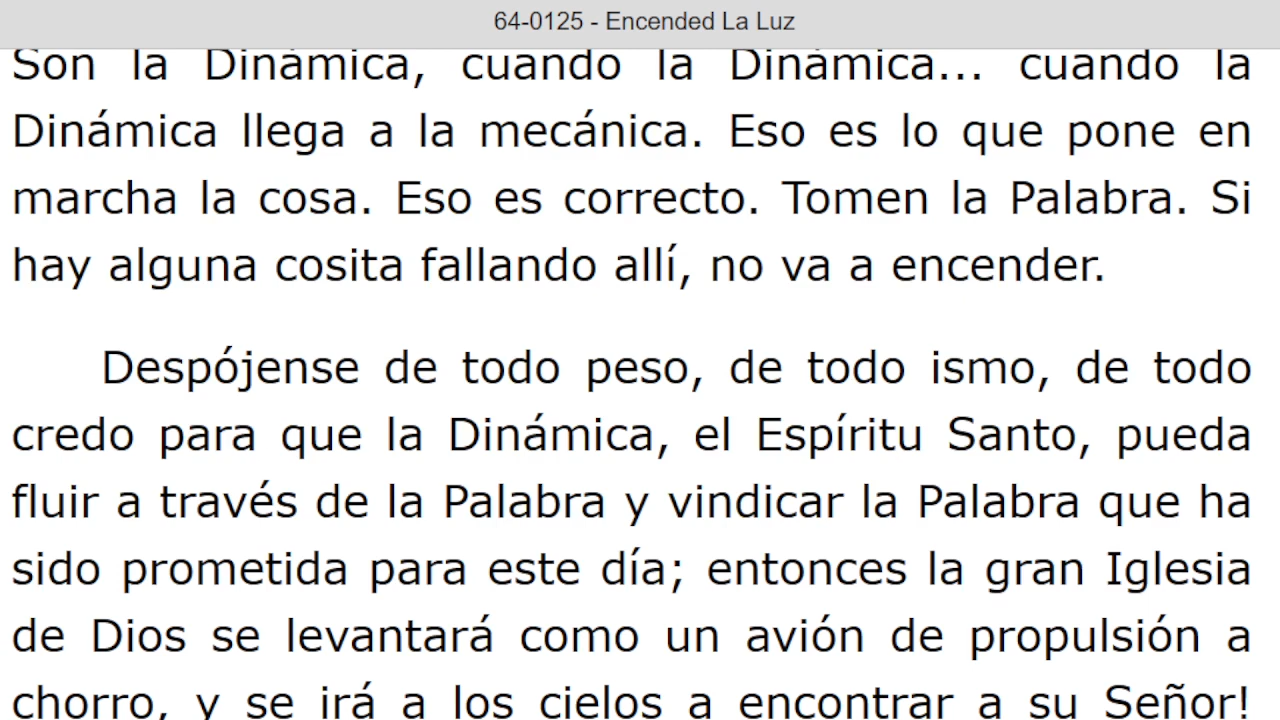 64-0125 - Encended La Luz
Son la Dinámica, cuando la Dinámica... cuando la
Dinámica llega a la mecánica. Eso es lo que pone en
marcha la cosa. Eso es correcto. Tomen la Palabra. Si
hay alguna cosita fallando allí, no va a encender.
Despójense de todo peso, de todo ismo, de todo
credo para que la Dinámica, el Espíritu Santo, pueda
fluir a través de la Palabra y vindicar la Palabra que ha
sido prometida para este día; entonces la gran Iglesia
de Dios se levantará como un avión de propulsión a
chorro, y se irá a los cielos a encontrar a su Señor!